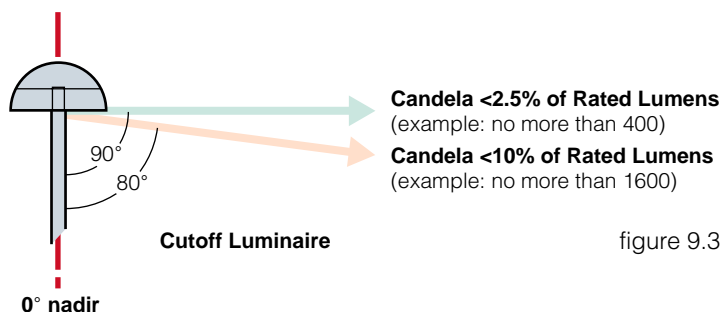 Candela <2.5% of Rated Lumens
(example: no more than 400)
Candela <10% of Rated Lumens
(example: no more than 1600)
90°
80°
Cutoff Luminaire
figure 9.3
0° nadir